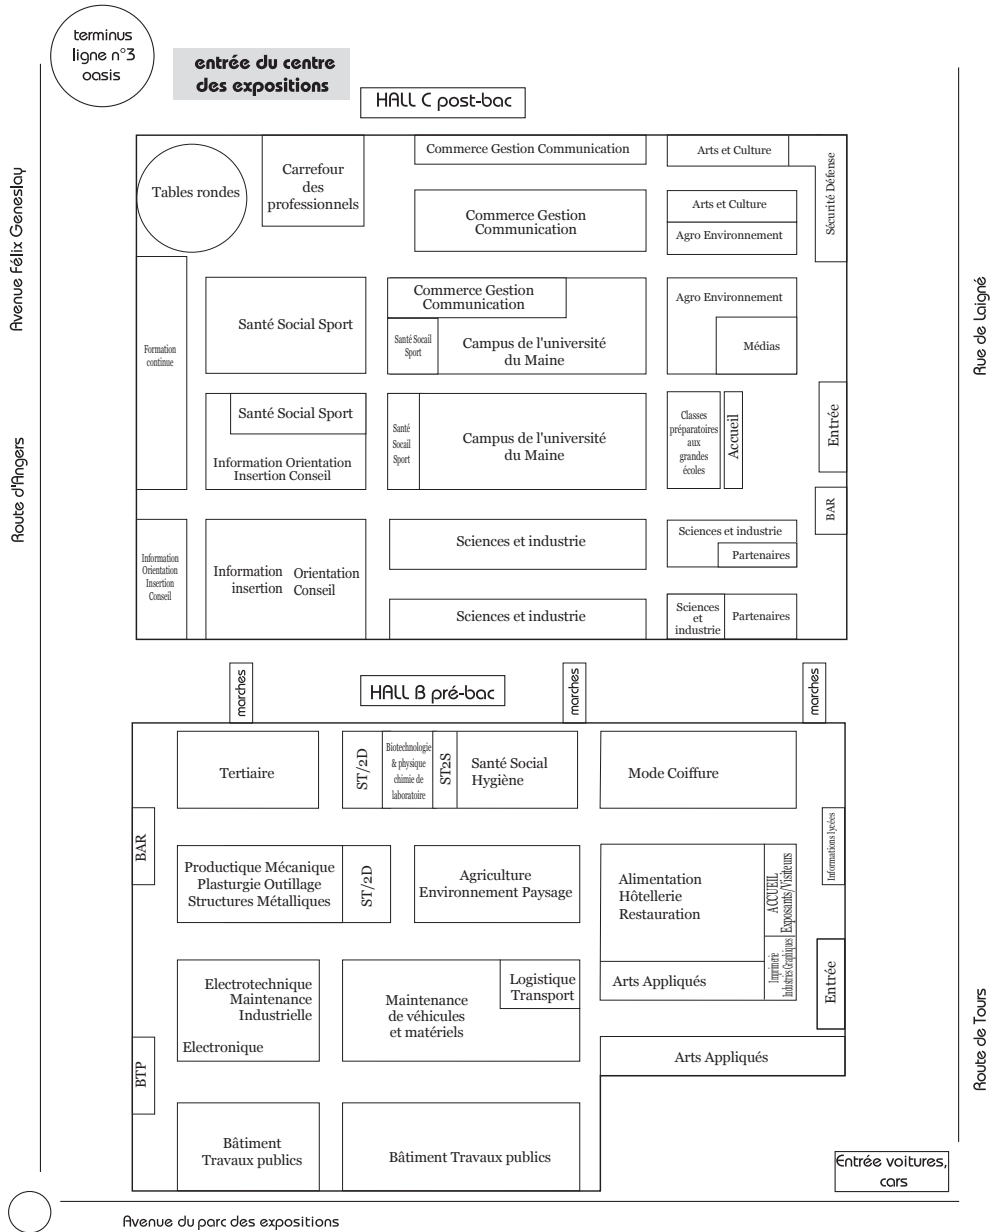 terminus
ligne n°3
oasis
entrée du centre
des expositions
HALL C post-bac
Avenue Félix Geneslay
Route d'Angers
Rue de Laigné
Route de Tours
Tables rondes
Carrefour
des
professionnels
Commerce Gestion Communication
Arts et Culture
Sécurité Défense
Commerce Gestion
Communication
Arts et Culture
Agro Environnement
Formation
continue
Santé Social Sport
Commerce Gestion
Communication
Santé Socail
Sport
Campus de l'université
du Maine
Agro Environnement
Médias
Santé Social Sport
Information Orientation
Insertion Conseil
Santé
Socail
Sport
Campus de l'université
du Maine
Classes
préparatoires
aux
grandes
écoles
Accueil
Entrée
BAR
Information
Orientation
Insertion
Conseil
Information
insertion
Orientation
Conseil
Sciences et industrie
Sciences et industrie
Partenaires
Sciences et industrie
Sciences
et
industrie
Partenaires
marches
HALL B pré-bac
marches
marches
Tertiaire
ST/2D
Biotechnologie
& physique
chimie de
laboratoire
ST2S
Santé Social
Hygiène
Mode Coiffure
BAR
Informations lycées
Productique Mécanique
Plasturgie Outillage
Structures Métalliques
ST/2D
Agriculture
Environnement Paysage
Alimentation
Hôtellerie
Restauration
ACCUEIL
Exposants/Visiteurs
Imprimerie
Industries Graphiques
Arts Appliqués
Entrée
Electrotechnique
Maintenance
Industrielle
Electronique
Maintenance
de véhicules
et matériels
Logistique
Transport
Arts Appliqués
BTP
Bâtiment
Travaux publics
Bâtiment Travaux publics
Entrée voitures,
cars
Avenue du parc des expositions